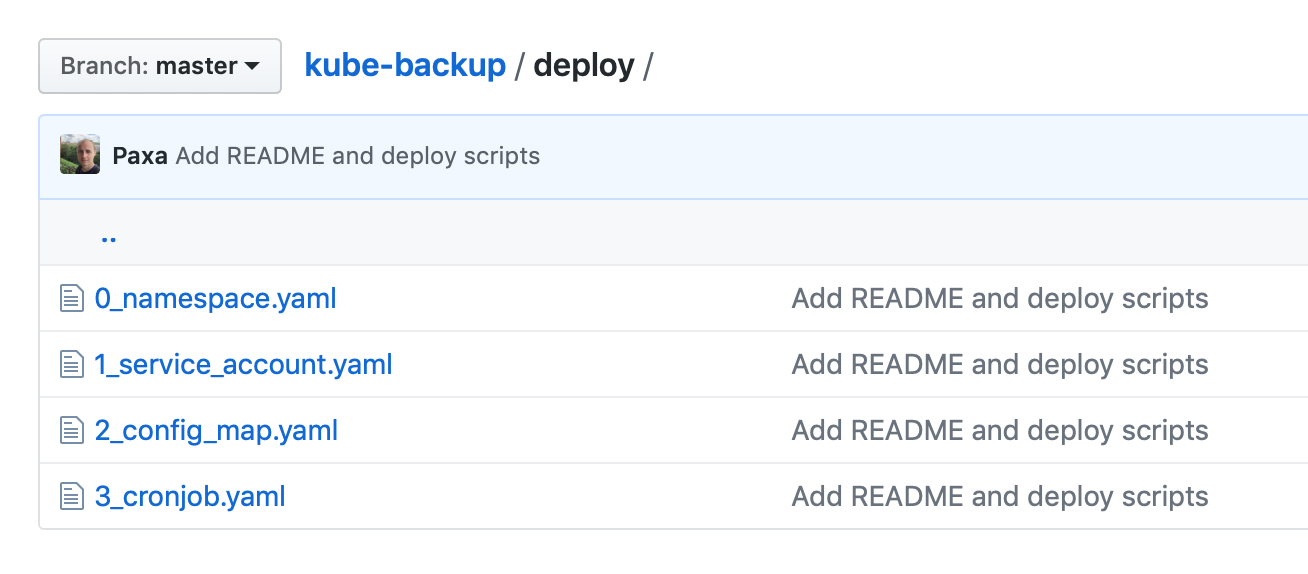 Branch: master kube-backup / deploy /
Paxa Add README and deploy scripts
..
0_namespace.yaml Add README and deploy scripts
1_service_account.yaml Add README and deploy scripts
2_config_map.yaml Add README and deploy scripts
3_cronjob.yaml Add README and deploy scripts